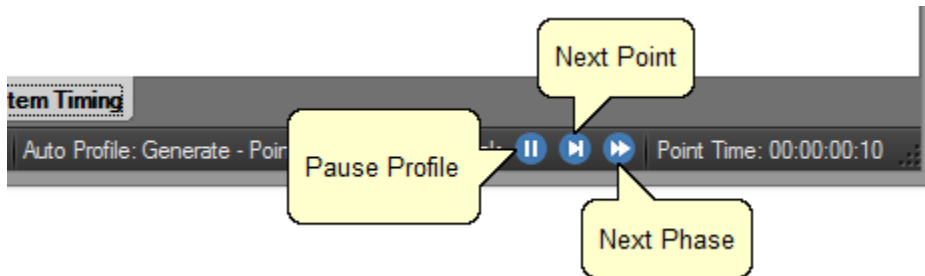 Next Point
tem Timing
Auto Profile: Generate - Poin
Point Time: 00:00:00:10
Pause Profile
Next Phase